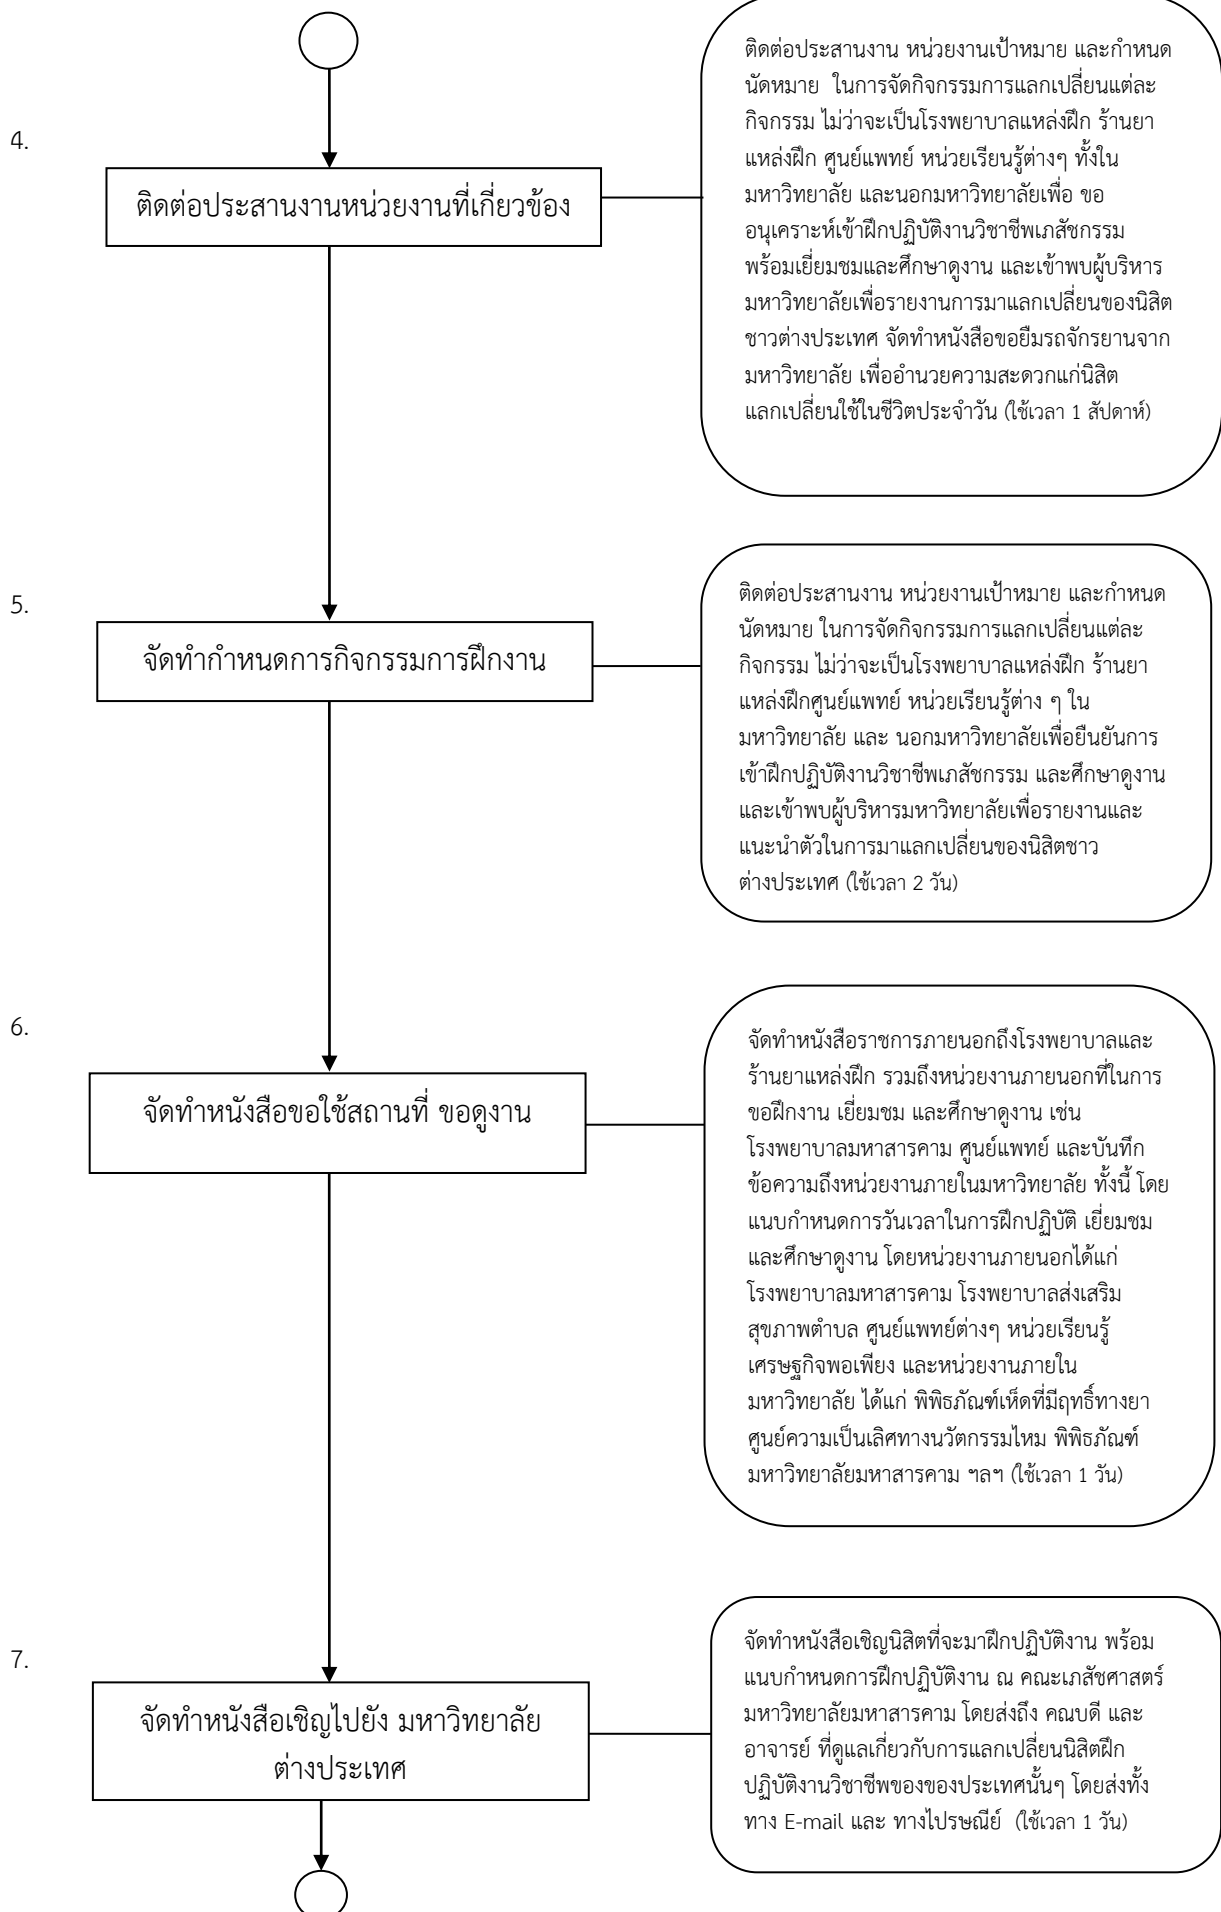 4.
ติดต่อประสานงานหน่วยงานที่เกี่ยวข้อง
ติดต่อประสานงาน หน่วยงานเป้าหมาย และกำหนด
นัดหมาย ในการจัดกิจกรรมการแลกเปลี่ยนแต่ละ
กิจกรรม ไม่ว่าจะเป็นโรงพยาบาลแหล่งฝึก ร้านยา
แหล่งฝึก ศูนย์แพทย์ หน่วยเรียนรู้ต่างๆ ทั้งใน
มหาวิทยาลัย และนอกมหาวิทยาลัยเพื่อ ขอ
อนุเคราะห์เข้าฝึกปฏิบัติงานวิชาชีพเภสัชกรรม
พร้อมเยี่ยมชมและศึกษาดูงาน และเข้าพบผู้บริหาร
มหาวิทยาลัยเพื่อรายงานการมาแลกเปลี่ยนของนิสิต
ชาวต่างประเทศ จัดทำหนังสือขอยืมรถจักรยานจาก
มหาวิทยาลัย เพื่ออำนวยความสะดวกแก่นิสิต
แลกเปลี่ยนใช้ในชีวิตประจำวัน (ใช้เวลา 1 สัปดาห์)
5.
จัดทำกำหนดการกิจกรรมการฝึกงาน
ติดต่อประสานงาน หน่วยงานเป้าหมาย และกำหนด
นัดหมาย ในการจัดกิจกรรมการแลกเปลี่ยนแต่ละ
กิจกรรม ไม่ว่าจะเป็นโรงพยาบาลแหล่งฝึก ร้านยา
แหล่งฝึกศูนย์แพทย์ หน่วยเรียนรู้ต่าง ๆ ใน
มหาวิทยาลัย และ นอกมหาวิทยาลัยเพื่อยืนยันการ
เข้าฝึกปฏิบัติงานวิชาชีพเภสัชกรรม และศึกษาดูงาน
และเข้าพบผู้บริหารมหาวิทยาลัยเพื่อรายงานและ
แนะนำตัวในการมาแลกเปลี่ยนของนิสิตชาว
ต่างประเทศ (ใช้เวลา 2 วัน)
6.
จัดทำหนังสือขอใช้สถานที่ ขอดูงาน
จัดทำหนังสือราชการภายนอกถึงโรงพยาบาลและ
ร้านยาแหล่งฝึก รวมถึงหน่วยงานภายนอกที่ในการ
ขอฝึกงาน เยี่ยมชม และศึกษาดูงาน เช่น
โรงพยาบาลมหาสารคาม ศูนย์แพทย์ และบันทึก
ข้อความถึงหน่วยงานภายในมหาวิทยาลัย ทั้งนี้ โดย
แนบกำหนดการวันเวลาในการฝึกปฏิบัติ เยี่ยมชม
และศึกษาดูงาน โดยหน่วยงานภายนอกได้แก่
โรงพยาบาลมหาสารคาม โรงพยาบาลส่งเสริม
สุขภาพตำบล ศูนย์แพทย์ต่างๆ หน่วยเรียนรู้
เศรษฐกิจพอเพียง และหน่วยงานภายใน
มหาวิทยาลัย ได้แก่ พิพิธภัณฑ์เห็ดที่มีฤทธิ์ทางยา
ศูนย์ความเป็นเลิศทางนวัตกรรมไหม พิพิธภัณฑ์
มหาวิทยาลัยมหาสารคาม ฯลฯ (ใช้เวลา 1 วัน)
7.
จัดทำหนังสือเชิญไปยัง มหาวิทยาลัย
ต่างประเทศ
จัดทำหนังสือเชิญนิสิตที่จะมาฝึกปฏิบัติงาน พร้อม
แนบกำหนดการฝึกปฏิบัติงาน ณ คณะเภสัชศาสตร์
มหาวิทยาลัยมหาสารคาม โดยส่งถึง คณบดี และ
อาจารย์ ที่ดูแลเกี่ยวกับการแลกเปลี่ยนนิสิตฝึก
ปฏิบัติงานวิชาชีพของของประเทศนั้นๆ โดยส่งทั้ง
ทาง E-mail และ ทางไปรษณีย์ (ใช้เวลา 1 วัน)